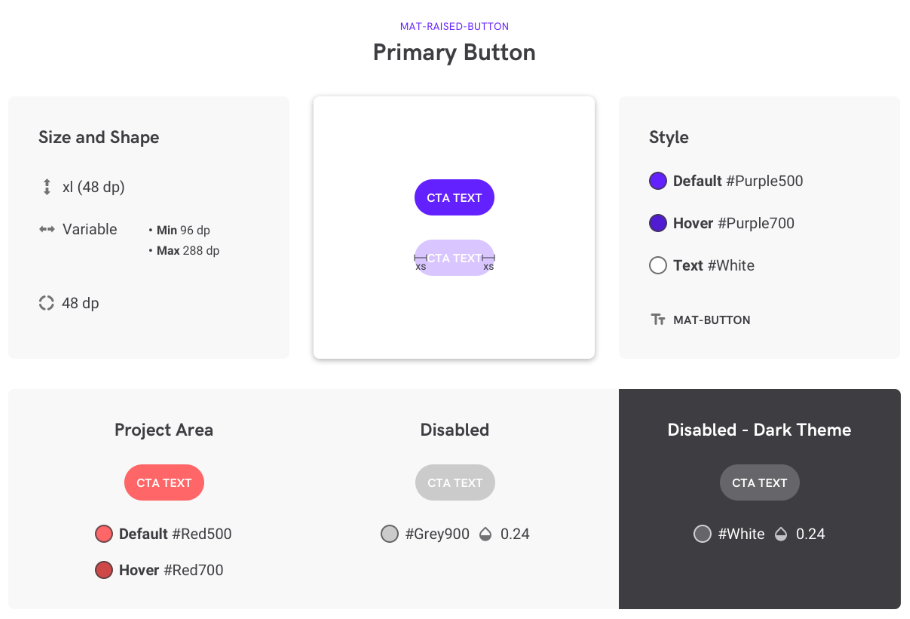 MAT-RAISED-BUTTON
Primary Button
Size and Shape
xl (48 dp)
Variable
• Min 96 dp
• Max 288 dp
48 dp
CTA TEXT
CTA TEXT
xs xs
Style
Default #Purple500
Hover #Purple700
Text #White
Tт MAT-BUTTON
Project Area
CTA TEXT
Default #Red500
Hover #Red700
Disabled
CTA TEXT
#Grey900 0.24
Disabled - Dark Theme
CTA TEXT
#White 0.24